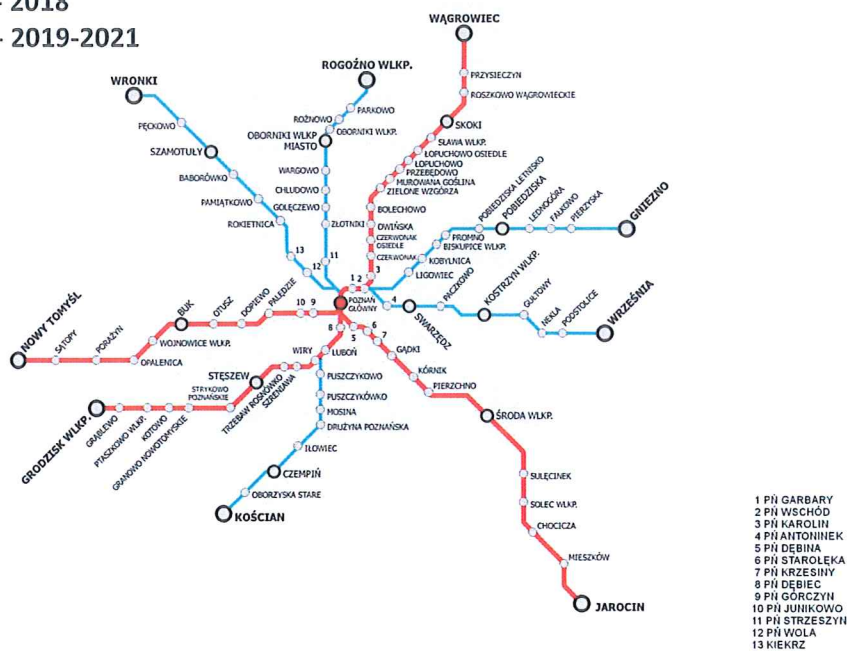 - 2018
- 2019-2021
WĄGROWIEC
PRZYSIECZYN
ROSZKOWO WĄGROWIECKIE
SKOKI
SŁAWA WLKP.
ŁOPUCHOWO OSIEDLE
ŁOPUCHOWO
PRZEBĘDOWO
MUROWANA GOŚLINA
ZIELONE WZGÓRZA
BOLECHOWO
OWIŃSKA
CZERWONAK
OSIEDLE
CZERWONAK
ROGOŹNO WLKP.
PARKOWO
ROŻNOWO
OBORNIKI WLKP.
OBORNIKI WLKP
MIASTO
WARGOWO
CHLUDOWO
GOLĘCZEWO
ZŁOTNIKI
11
WRONKI
PĘCKOWO
SZAMOTUŁY
BABORÓWKO
PAMIĄTKOWO
ROKIETNICA
13
12
GNIEZNO
PIERZYSKA
FAŁKOWO
LEDNOGÓRA
POBIEDZISKA
POBIEDZISKA LETNISKO
PROMNO
BISKUPICE WLKP.
KOBYLNICA
LIGOWIEC
1 2 3
4
SWARZĘDZ
PACZKOWO
KOSTRZYN WLKP.
GUŁTOWY
NEKLA
PODSTOLICE
WRZEŚNIA
POZNAŃ
GŁÓWNY
NOWY TOMYŚL
SĄTOPY
PORAŻYN
OPALENICA
WOJNOWICE WLKP.
BUK
OTUSZ
DOPIEWO
PALĘDZIE
10 9
8
5
6
7
GĄDKI
KÓRNIK
PIERZCHNO
ŚRODA WLKP.
SULĘCINEK
SOLEC WLKP.
CHOCICZA
MIESZKÓW
JAROCIN
LUBOŃ
WIRY
SZRENIAWA
TRZEBAW ROSNÓWKO
STĘSZEW
STRYKOWO
POZNAŃSKIE
GRANOWO NOWOTOMYSKIE
KOTOWO
PTASZKOWO WLKP.
GRĄBLEWO
GRODZISK WLKP.
PUSZCZYKOWO
PUSZCZYKÓWKO
MOSINA
DRUŻYNA POZNAŃSKA
IŁOWIEC
CZEMPIŃ
OBORZYSKA STARE
KOŚCIAN
1 PŃ GARBARY
2 PŃ WSCHÓD
3 PŃ KAROLIN
4 PŃ ANTONINEK
5 PŃ DĘBINA
6 PŃ STAROŁĘKA
7 PŃ KRZESINY
8 PŃ DĘBIEC
9 PŃ GÓRCZYN
10 PŃ JUNIKOWO
11 PŃ STRZESZYN
12 PŃ WOLA
13 KIEKRZ